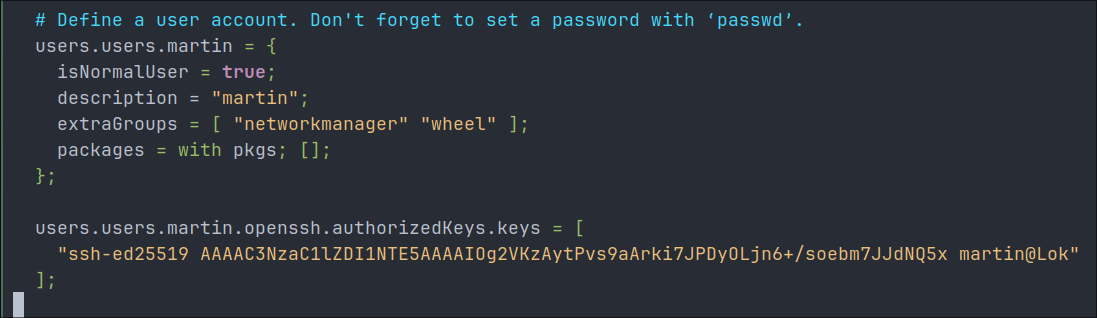 # Define a user account. Don't forget to set a password with ‘passwd’.
users.users.martin = {
isNormalUser = true;
description = "martin";
extraGroups = [ "networkmanager" "wheel" ];
packages = with pkgs; [];
};
users.users.martin.openssh.authorizedKeys.keys = [
"ssh-ed25519 AAAAC3NzaC1lZDI1NTE5AAAAIOg2VKzAytPvs9aArki7JPDyOLjn6+/soebm7JJdNQ5x martin@Lok"
];